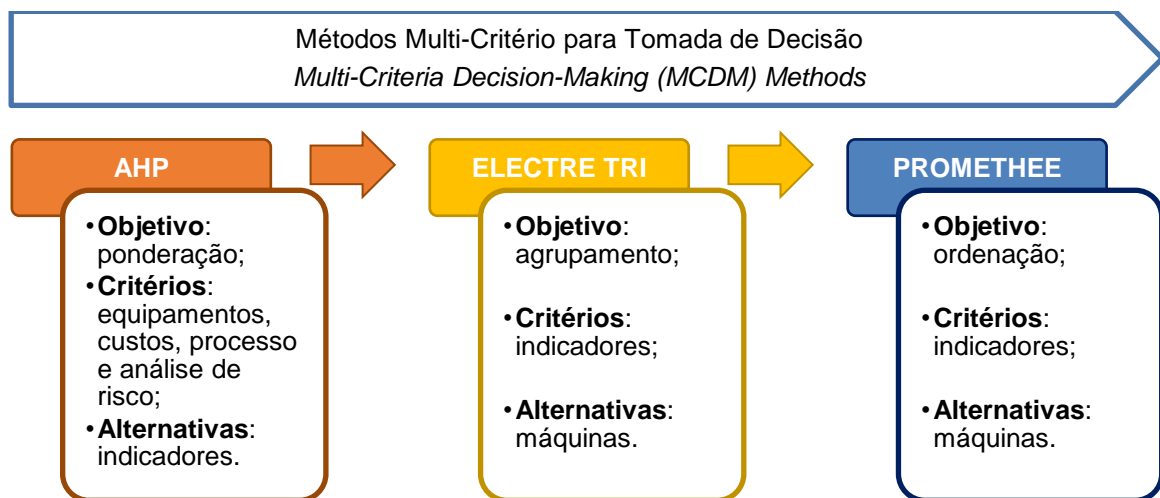 Métodos Multi-Critério para Tomada de Decisão
Multi-Criteria Decision-Making (MCDM) Methods
AHP
•Objetivo:
ponderação;
•Critérios:
equipamentos,
custos, processo
e análise de
risco;
•Alternativas:
indicadores.
ELECTRE TRI
•Objetivo:
agrupamento;
•Critérios:
indicadores;
•Alternativas:
máquinas.
PROMETHEE
•Objetivo:
ordenação;
•Critérios:
indicadores;
•Alternativas:
máquinas.